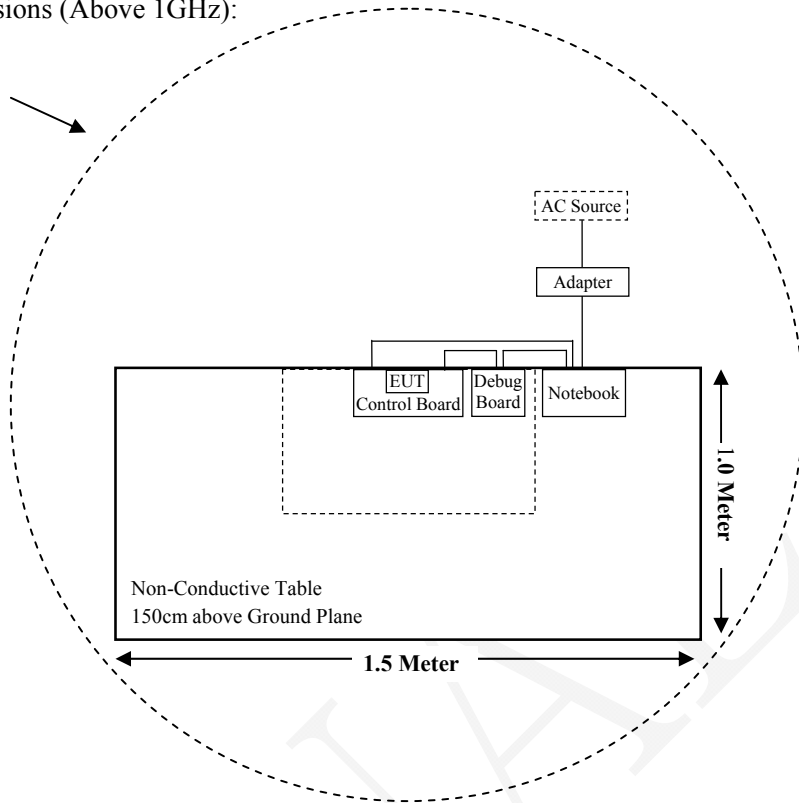 sions (Above 1GHz):
AC Source
Adapter
EUT
Control Board
Debug
Board
Notebook
1.0 Meter
Non-Conductive Table
150cm above Ground Plane
1.5 Meter